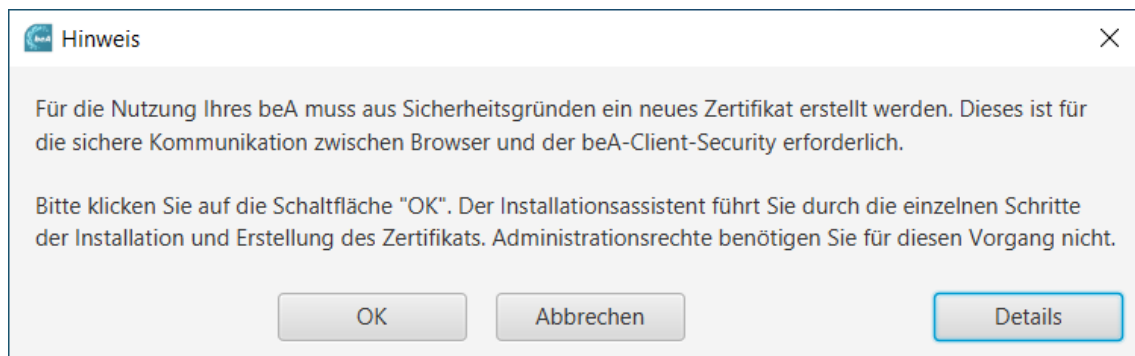 beA Hinweis
Für die Nutzung Ihres beA muss aus Sicherheitsgründen ein neues Zertifikat erstellt werden. Dieses ist für
die sichere Kommunikation zwischen Browser und der beA-Client-Security erforderlich.
Bitte klicken Sie auf die Schaltfläche "OK". Der Installationsassistent führt Sie durch die einzelnen Schritte
der Installation und Erstellung des Zertifikats. Administrationsrechte benötigen Sie für diesen Vorgang nicht.
OK Abbrechen Details